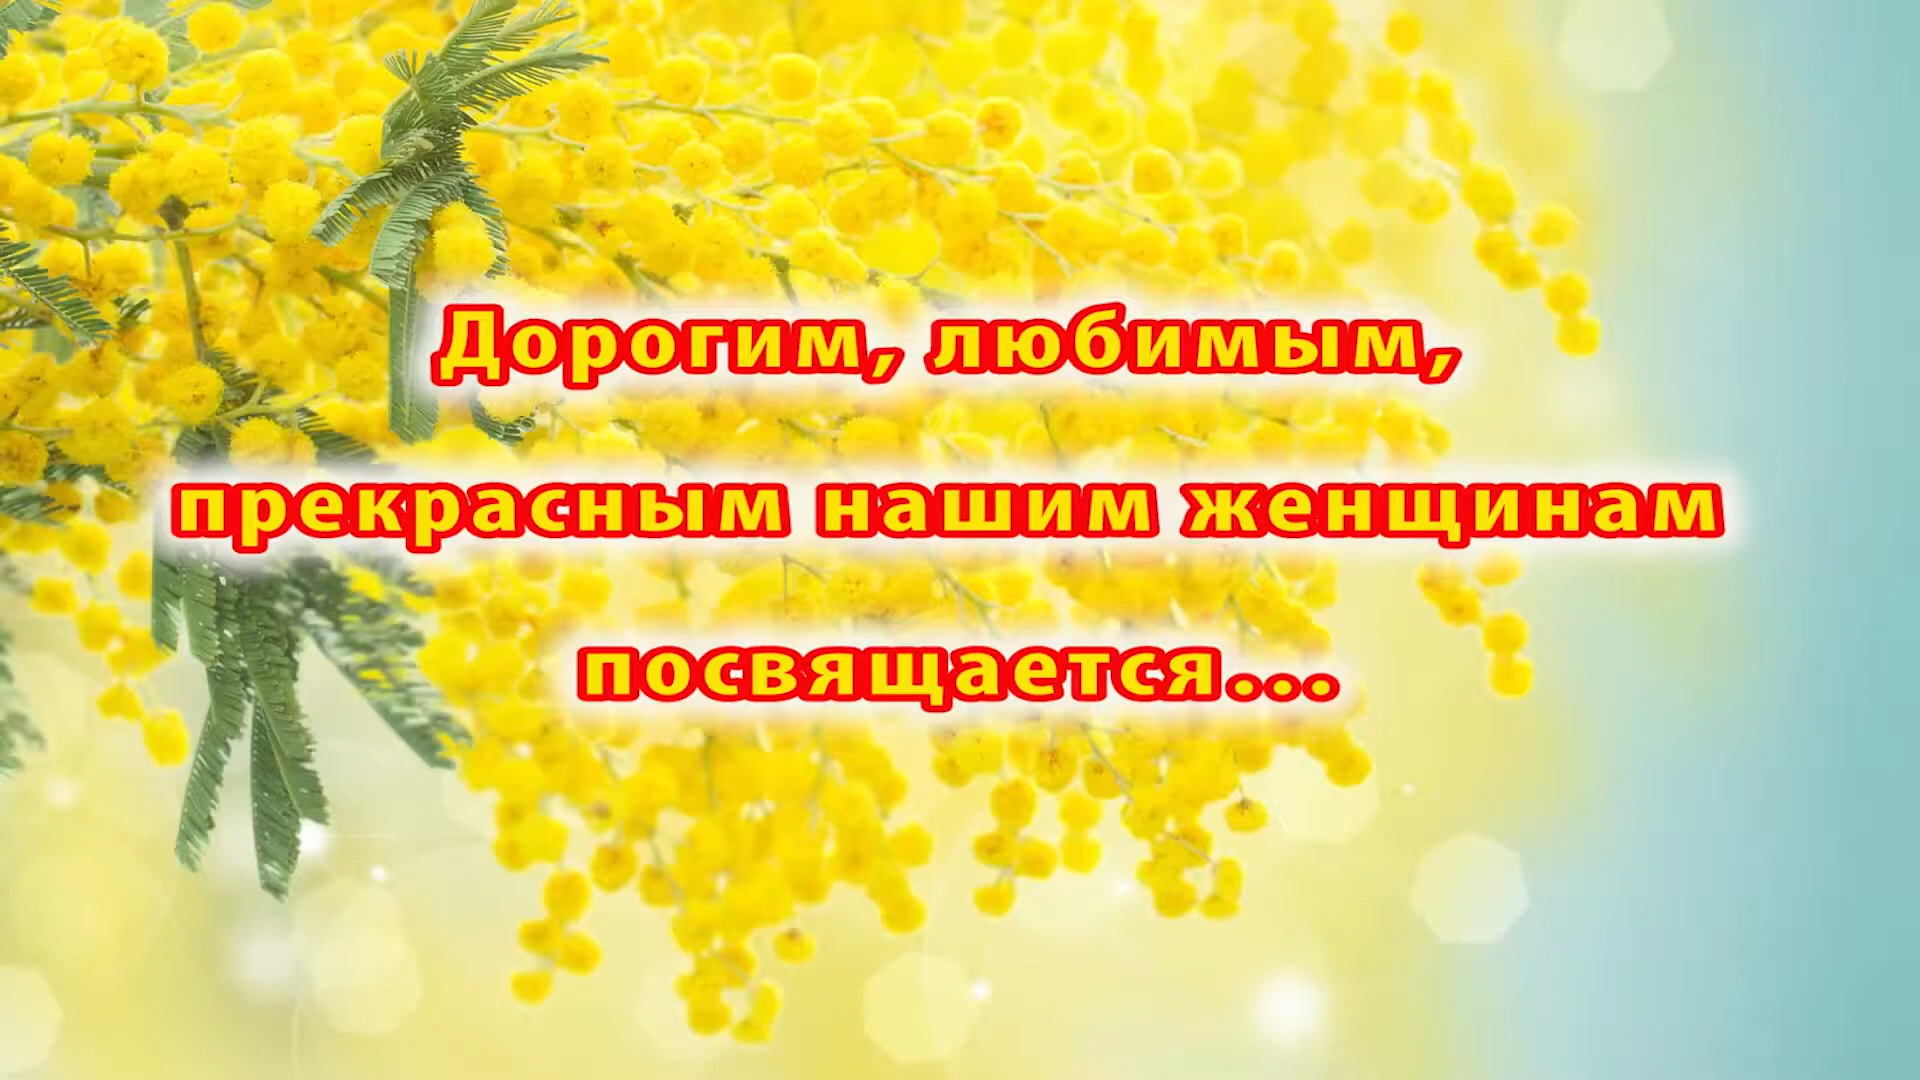 Дорогим, любимым,
прекрасным нашим женщинам
посвящается...